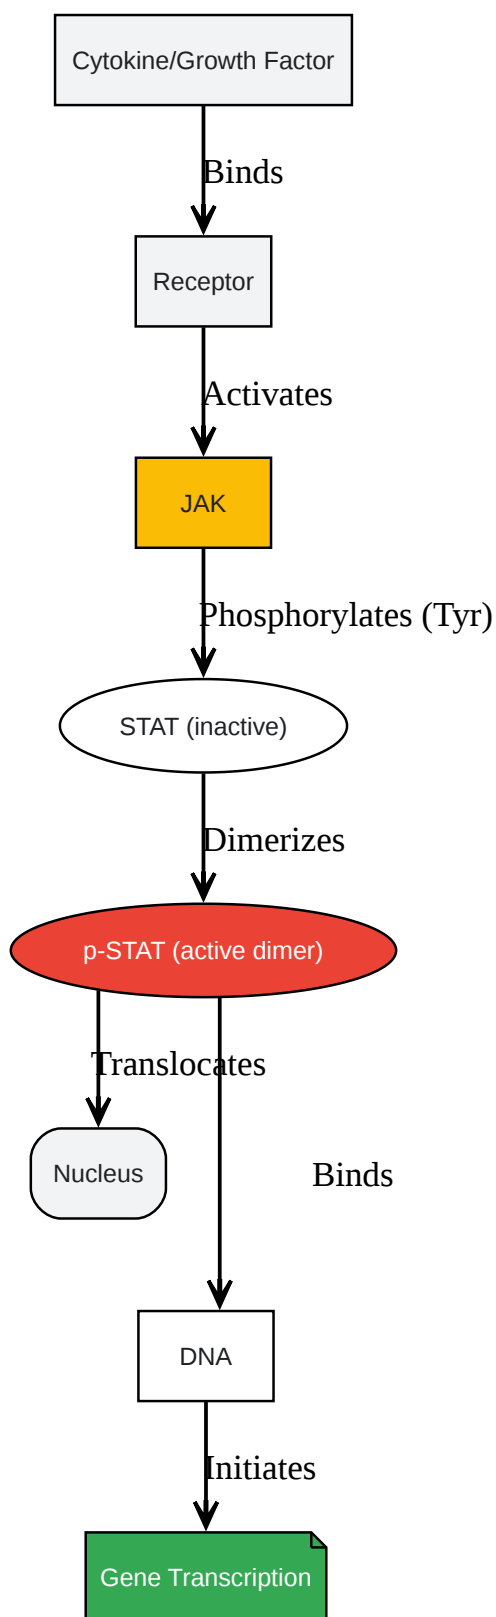 Cytokine/Growth Factor
Binds
Receptor
Activates
JAK
Phosphorylates (Tyr)
STAT (inactive)
Dimerizes
p-STAT (active dimer)
Translocates
Nucleus
Binds
DNA
Initiates
Gene Transcription